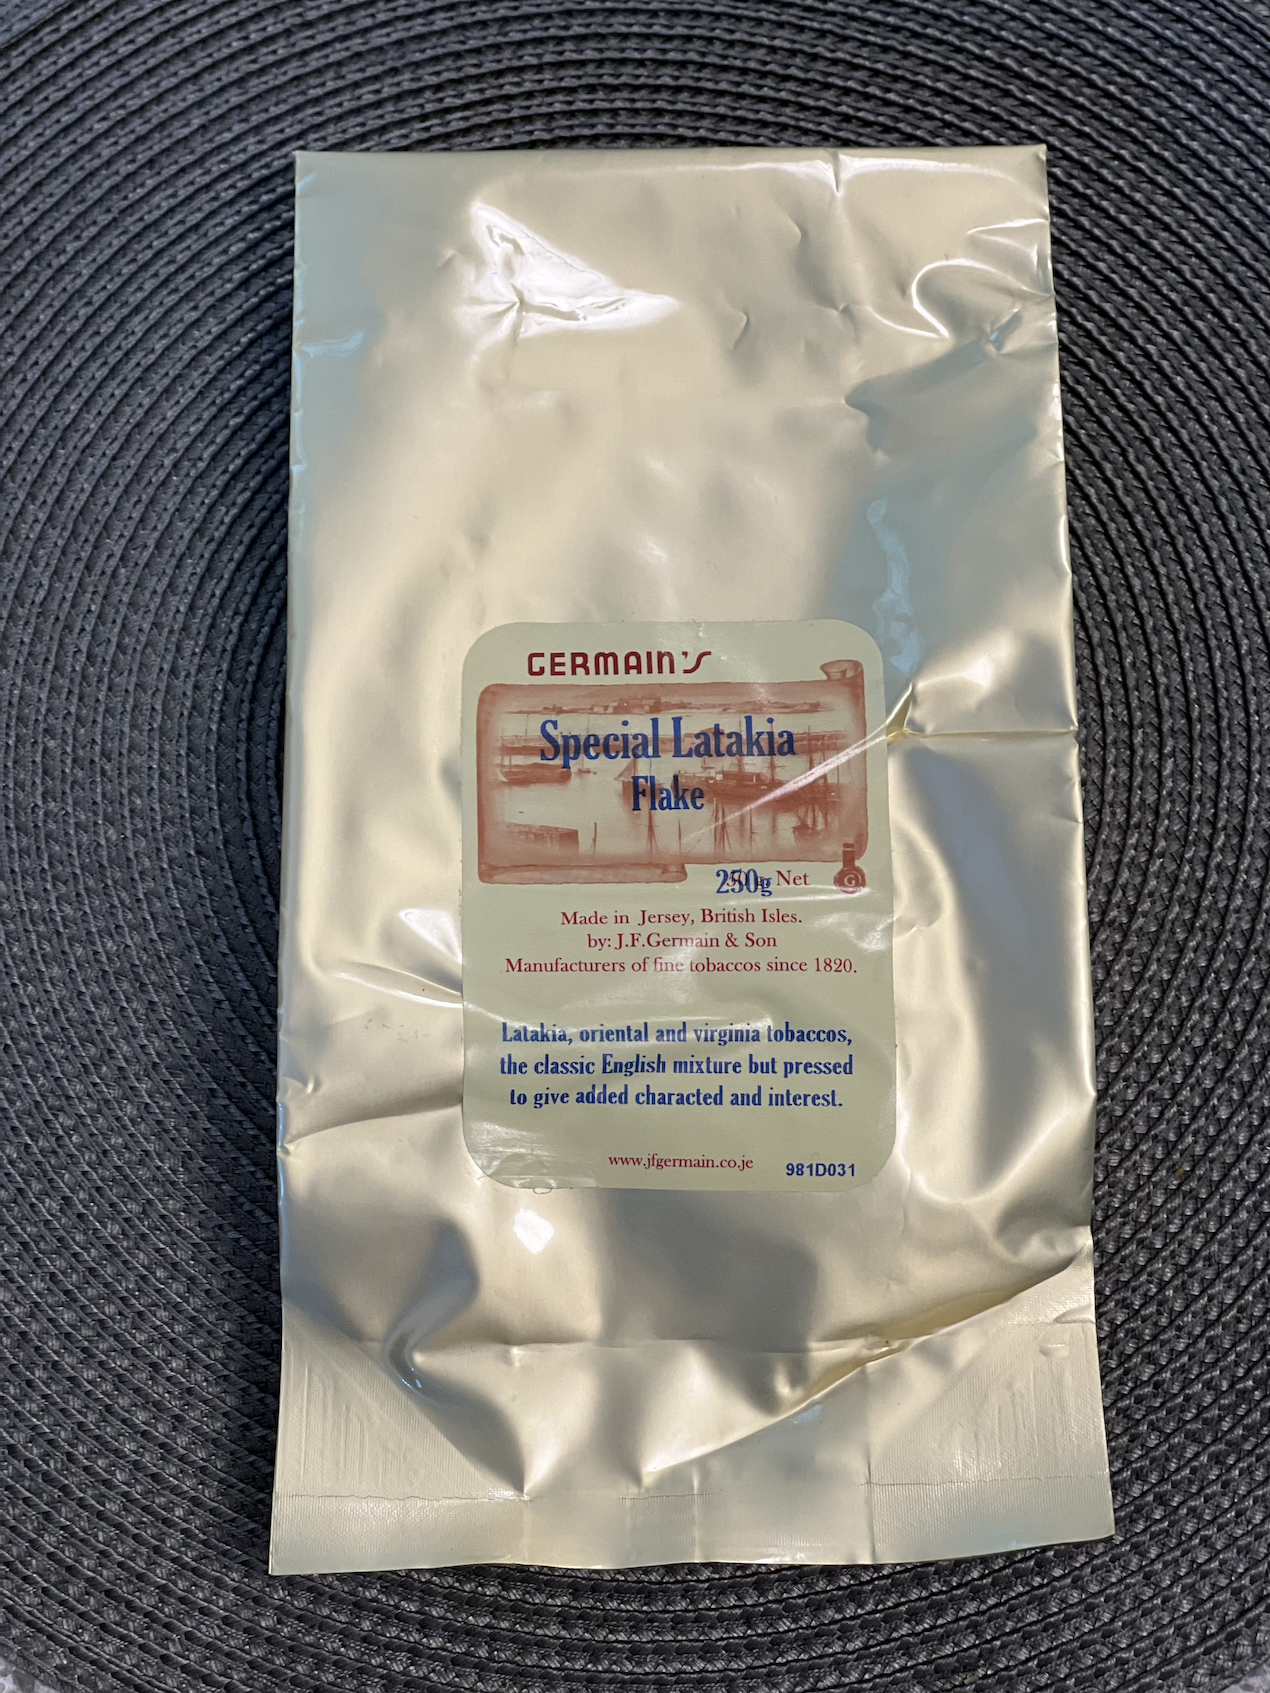 GERMAIN'S
Special Latakia
Flake
250g Net
Made in Jersey, British Isles.
by: J.F.Germain & Son
Manufacturers of fine tobaccos since 1820.
Latakia, oriental and virginia tobaccos,
the classic English mixture but pressed
to give added characted and interest.
www.jfgermain.co.je 981D031
G